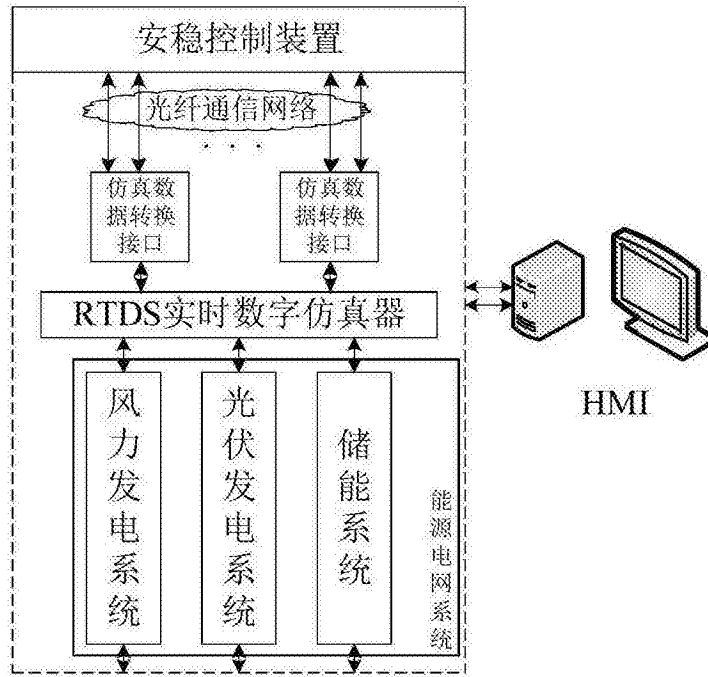 安稳控制装置
光纤通信网络
· · ·
仿真数
据转换
接口
仿真数
据转换
接口
RTDS实时数字仿真器
HMI
风力发电系统
光伏发电系统
储能系统
能源电网系统